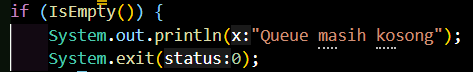 if (IsEmpty()) {
System.out.println(x:"Queue masih kosong");
System.exit(status:0);